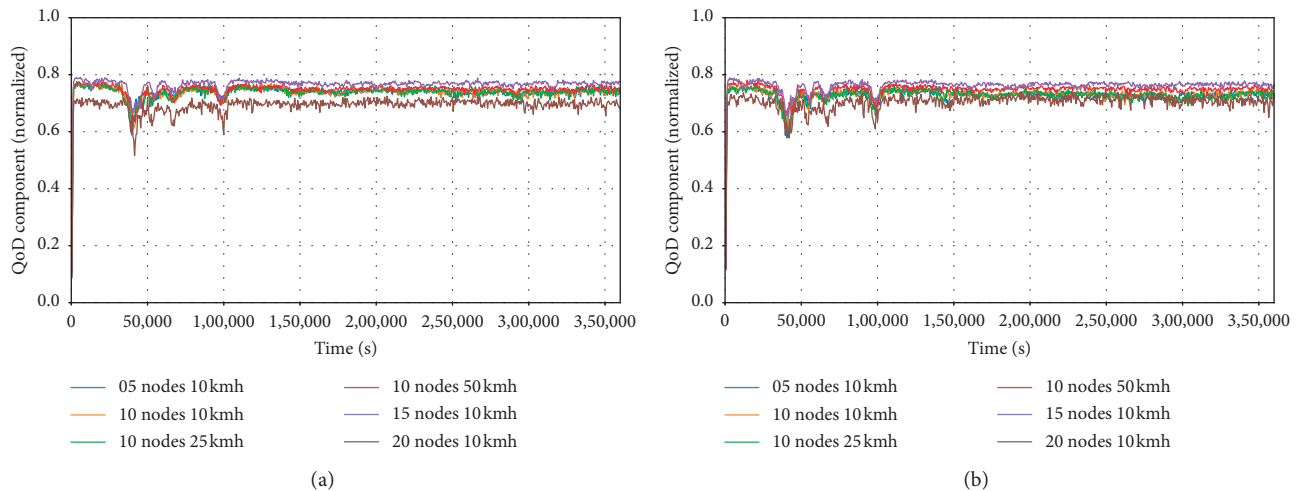 1.0
0.8
0.6
0.4
0.2
0.0
QoD component (normalized)
0 50,000 1,00,000 1,50,000 2,00,000 2,50,000 3,00,000 3,50,000
Time (s)
05 nodes 10 kmh
10 nodes 10 kmh
10 nodes 25 kmh
10 nodes 50 kmh
15 nodes 10 kmh
20 nodes 10 kmh
(a)
1.0
0.8
0.6
0.4
0.2
0.0
QoD component (normalized)
0 50,000 1,00,000 1,50,000 2,00,000 2,50,000 3,00,000 3,50,000
Time (s)
05 nodes 10 kmh
10 nodes 10 kmh
10 nodes 25 kmh
10 nodes 50 kmh
15 nodes 10 kmh
20 nodes 10 kmh
(b)